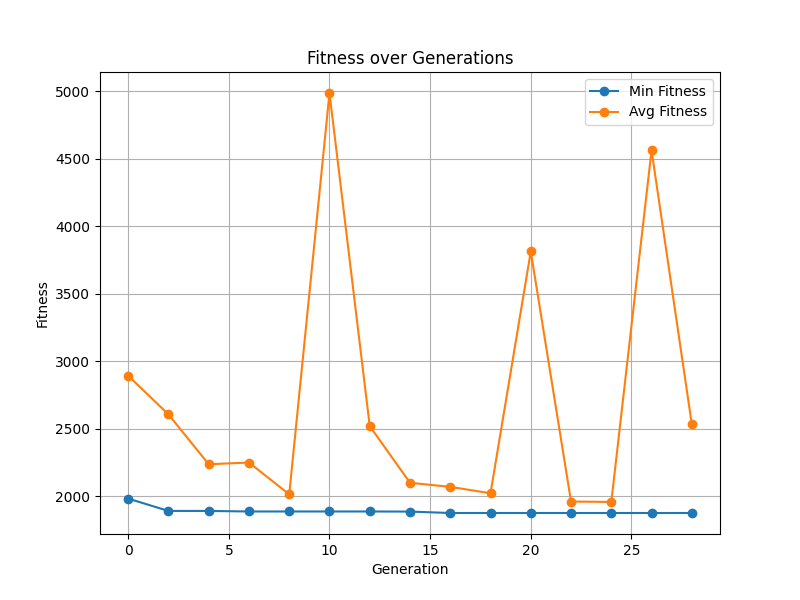 Fitness over Generations
Min Fitness
Avg Fitness
5000
4500
4000
3500
3000
2500
2000
Fitness
0 5 10 15 20 25
Generation